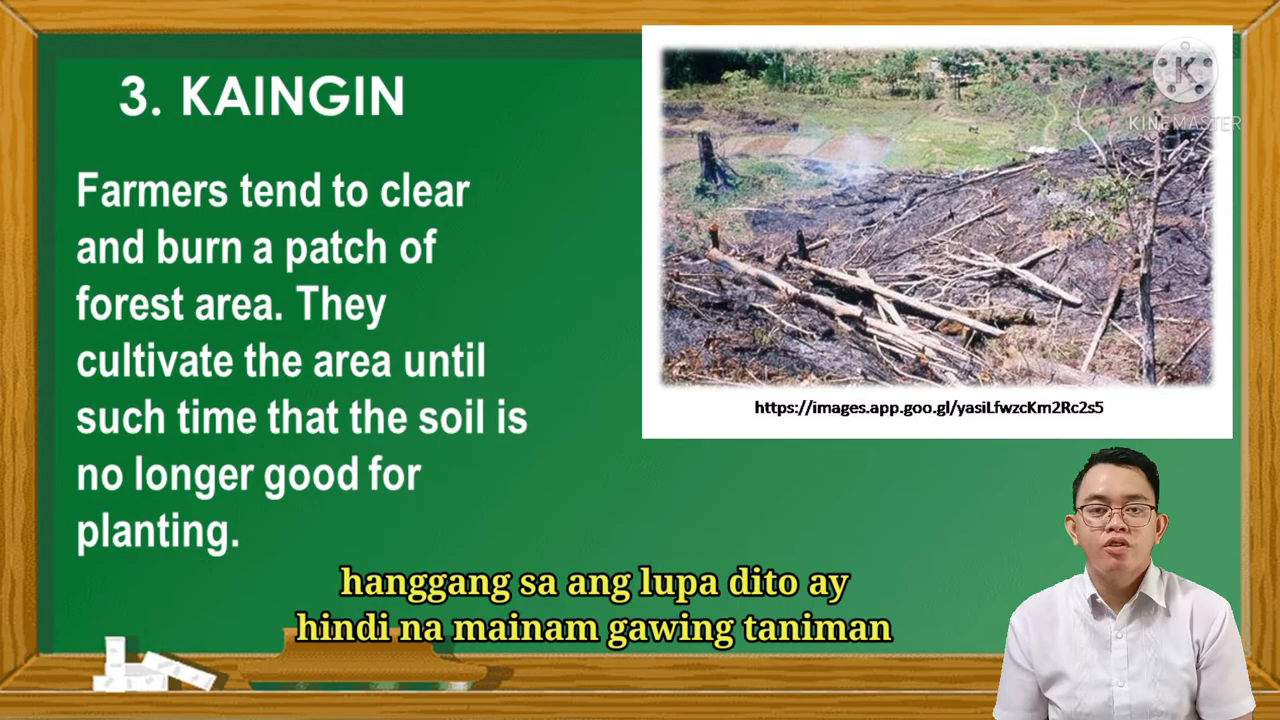 3. KAINGIN
Farmers tend to clear
and burn a patch of
forest area. They
cultivate the area until
such time that the soil is
no longer good for
planting.
K
KINEMASTER
https://images.app.goo.gl/yasiLfwzcKm2Rc2s5
hanggang sa ang lupa dito ay
hindi na mainam gawing taniman